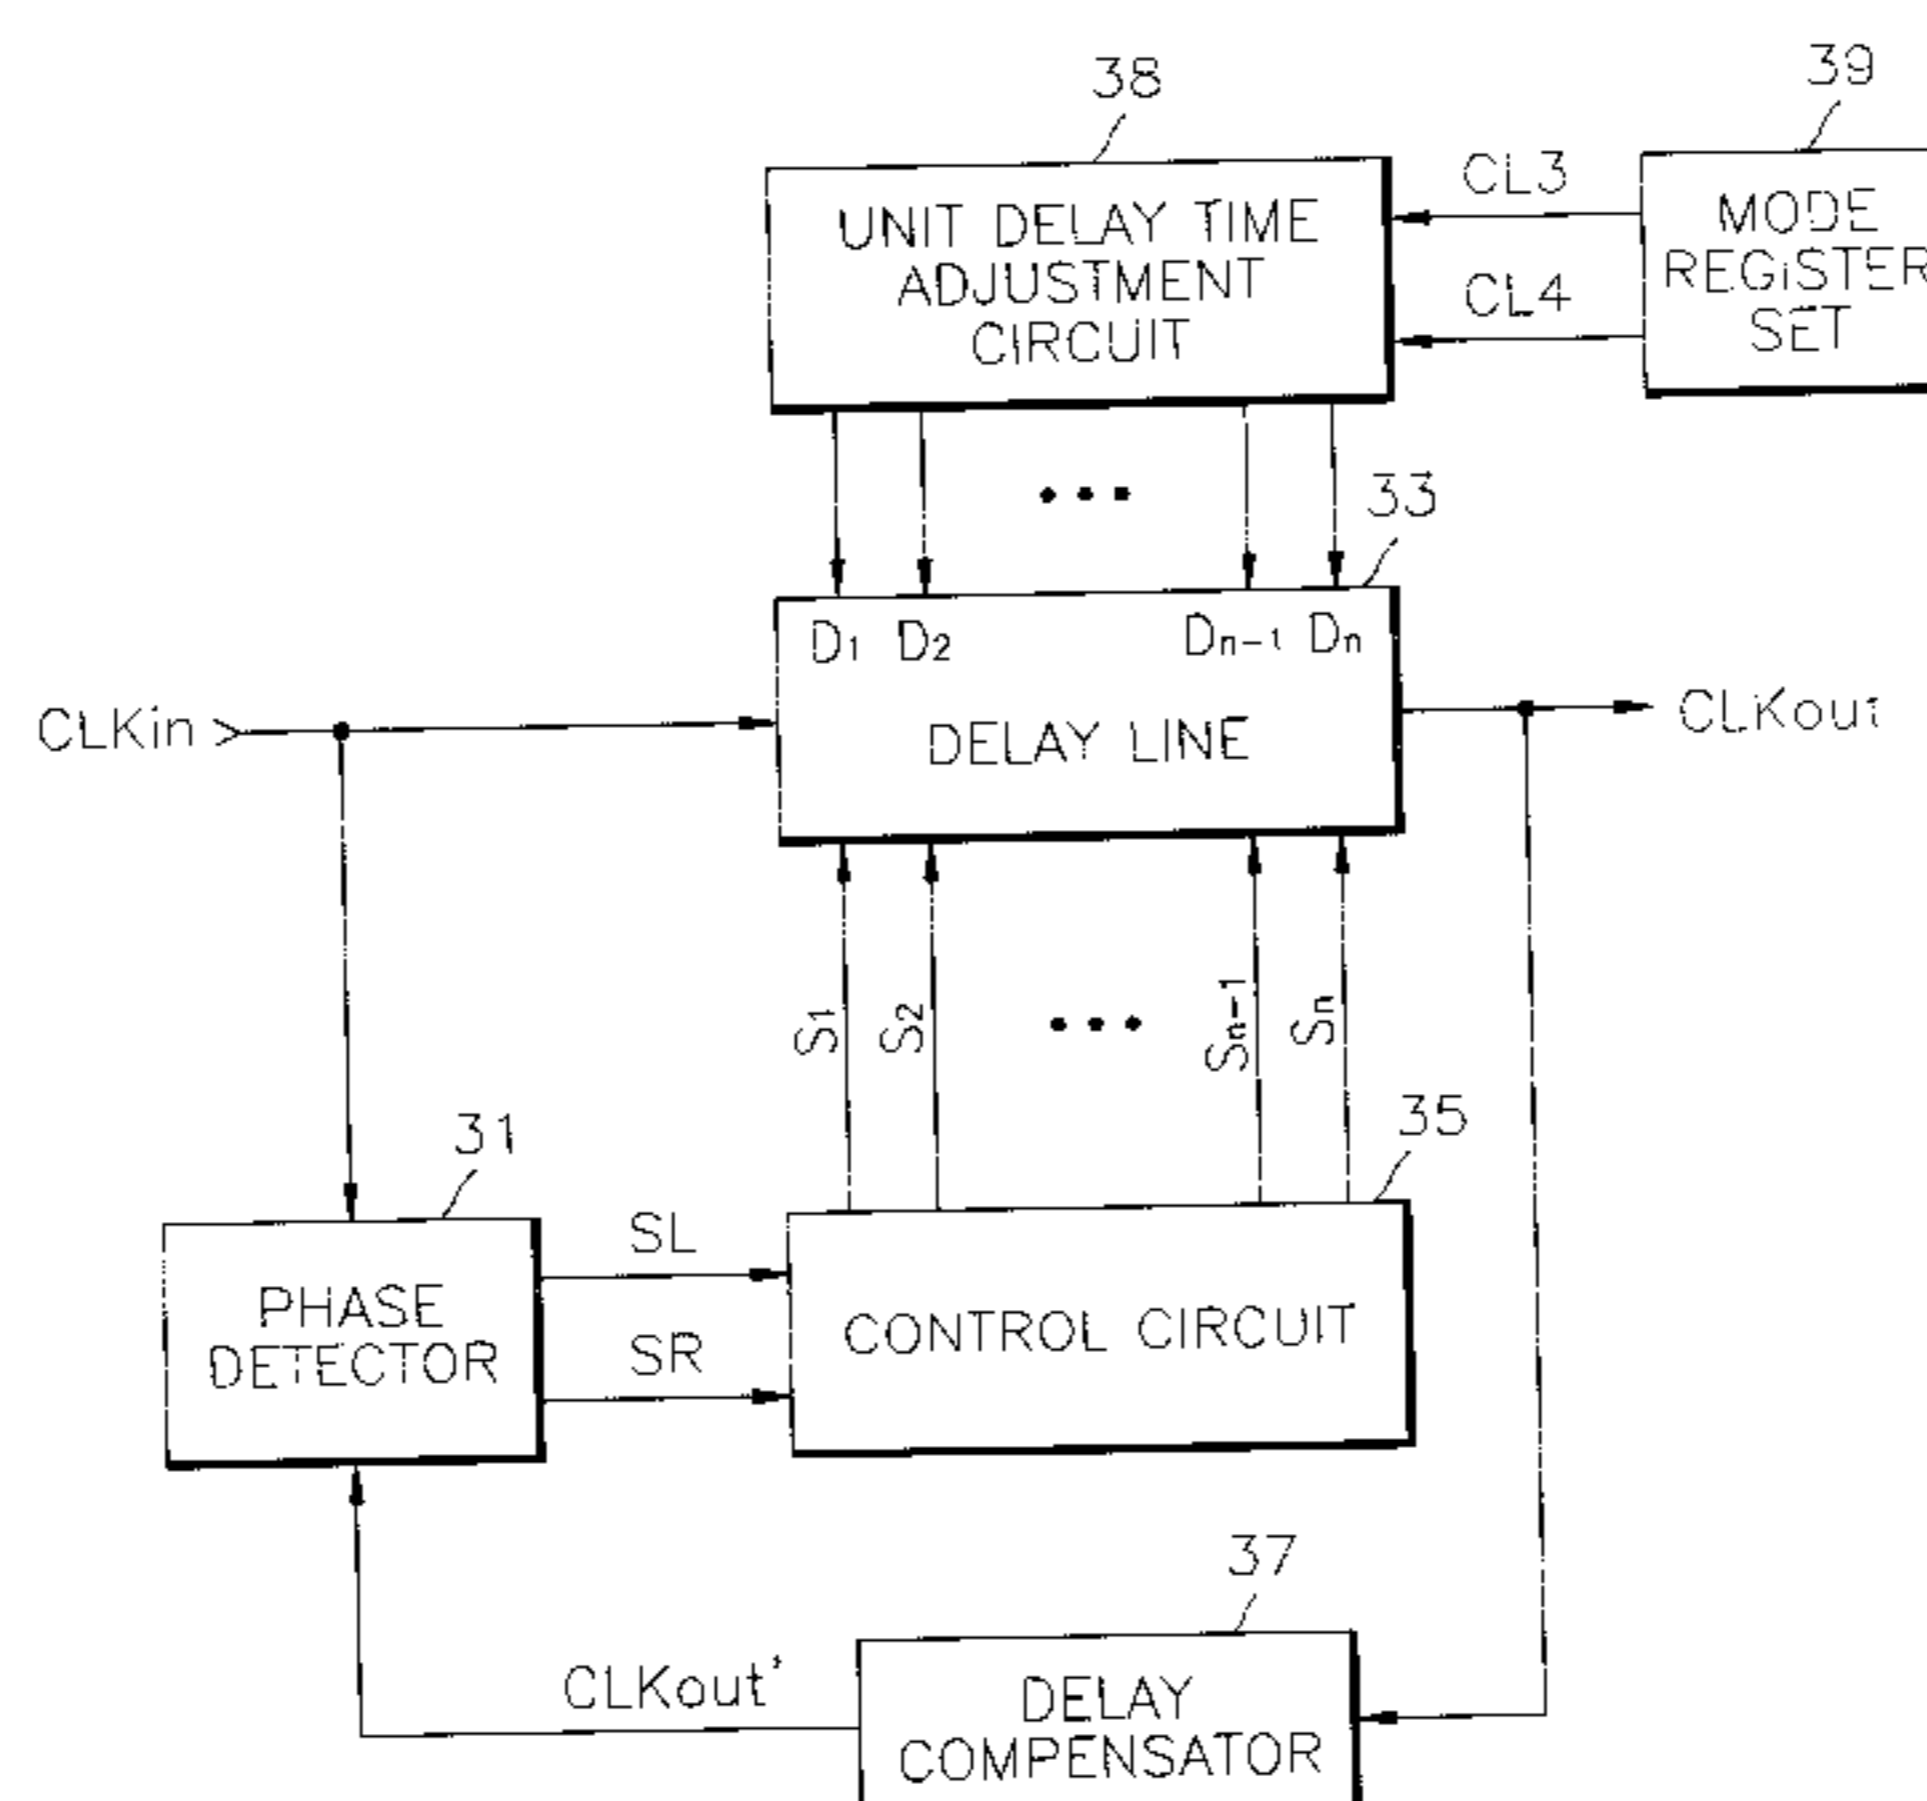 38
39
UNIT DELAY TIME
ADJUSTMENT
CIRCUIT
CL3
CL4
MODE
REGISTER
SET
33
D1 D2 Dn-1 Dn
CLKin
DELAY LINE
CLKout
S1 S2 Sn-1 Sn
31
35
PHASE
DETECTOR
SL
SR
CONTROL CIRCUIT
37
CLKout'
DELAY
COMPENSATOR